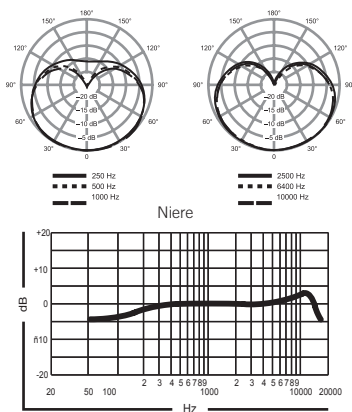 180° 180°
150° 150° 150° 150°
120° 120° 120° 120°
90° 90° 90° 90°
–20 dB –20 dB
–15 dB –15 dB
–10 dB –10 dB
60° –5 dB 60° 60° –5 dB 60°
30° 30° 30° 30°
0 0
250 Hz 2500 Hz
500 Hz 6400 Hz
1000 Hz 10000 Hz
Niere
+20
+10
dB
0
ñ10
-20
2 3 4 5 6 7 8 9 2 3 4 5 6 7 8 9
20 50 100 1000 10000 20000
Hz